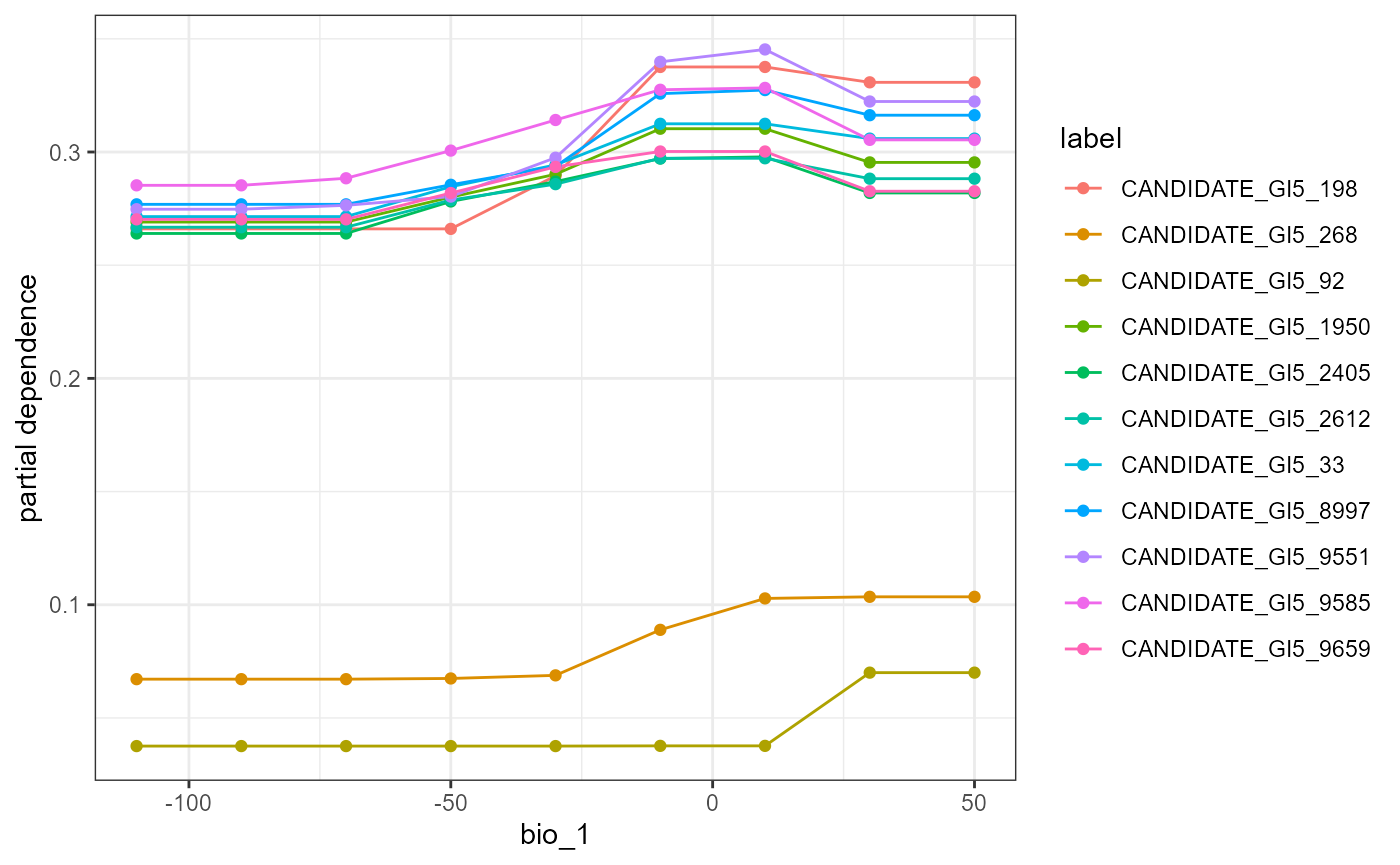 0.3
0.2
0.1
-100
-50
0
50
bio_1
partial dependence
label
CANDIDATE_GI5_198
CANDIDATE_GI5_268
CANDIDATE_GI5_92
CANDIDATE_GI5_1950
CANDIDATE_GI5_2405
CANDIDATE_GI5_2612
CANDIDATE_GI5_33
CANDIDATE_GI5_8997
CANDIDATE_GI5_9551
CANDIDATE_GI5_9585
CANDIDATE_GI5_9659